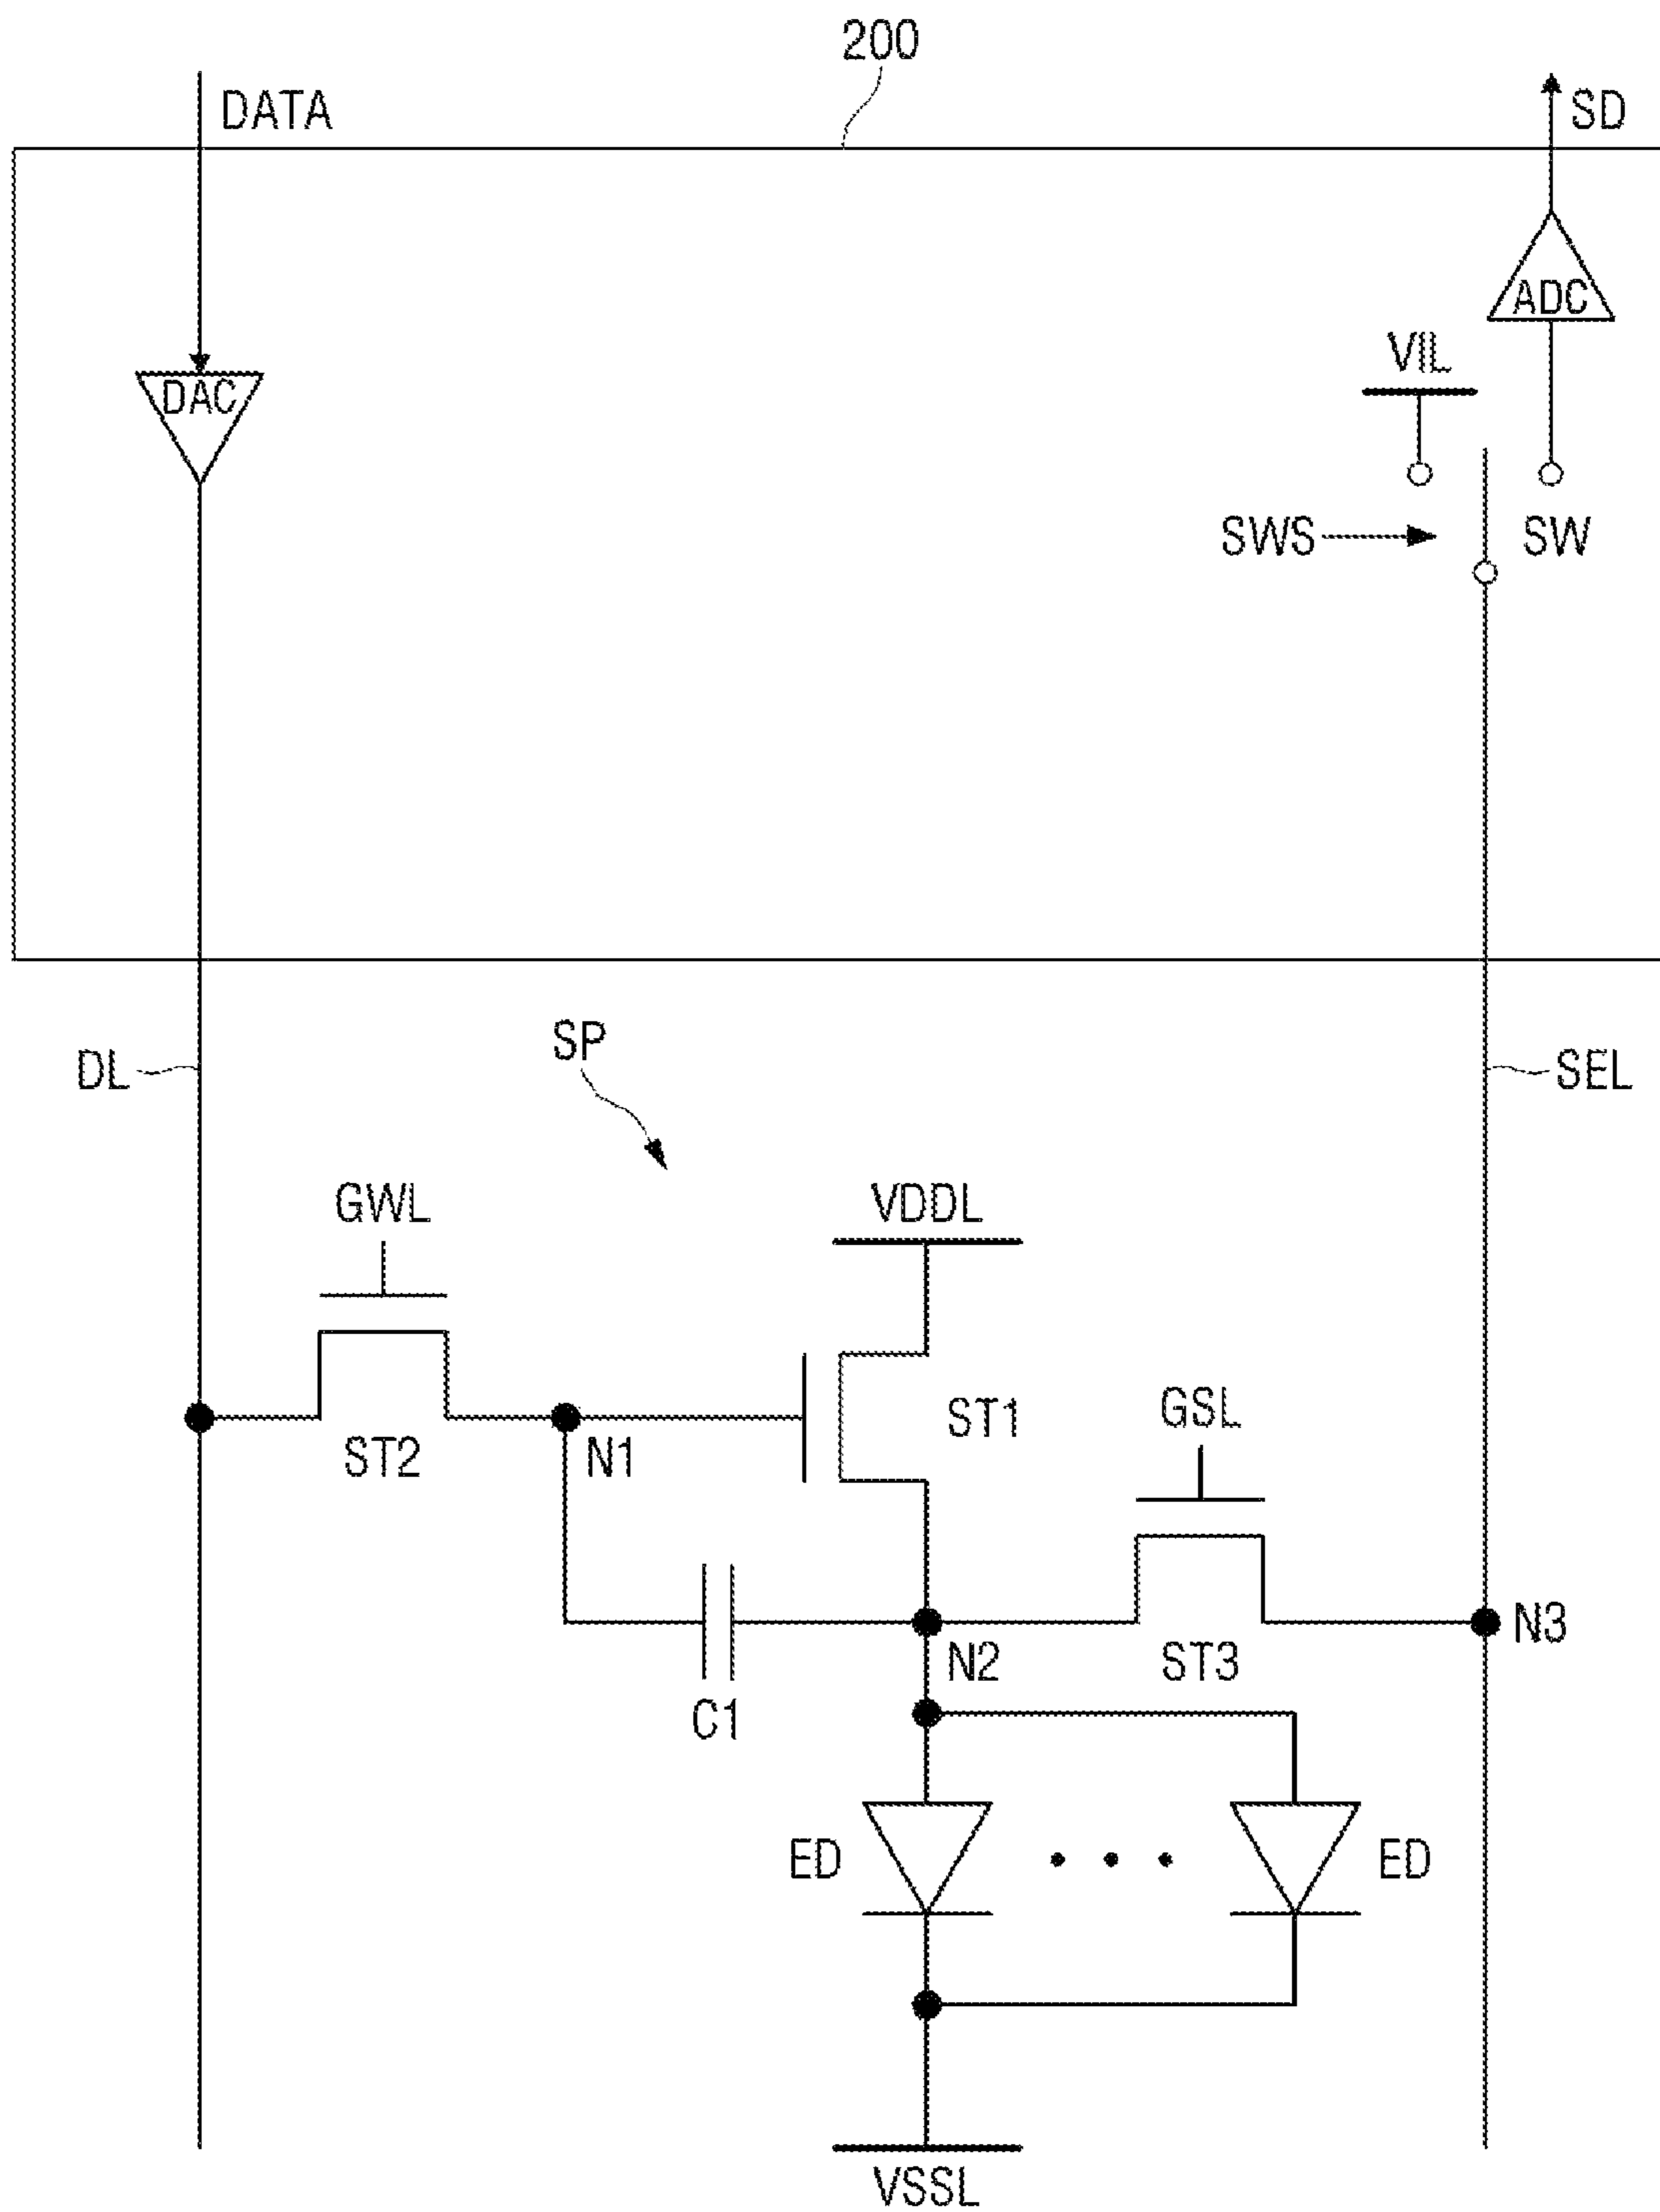 200
DATA
SD
ADC
VIL
DAC
SWS
SW
SP
DL
SEL
GWL
VDDL
GSL
ST1
ST2
N1
N3
N2
ST3
C1
ED
ED
VSSL